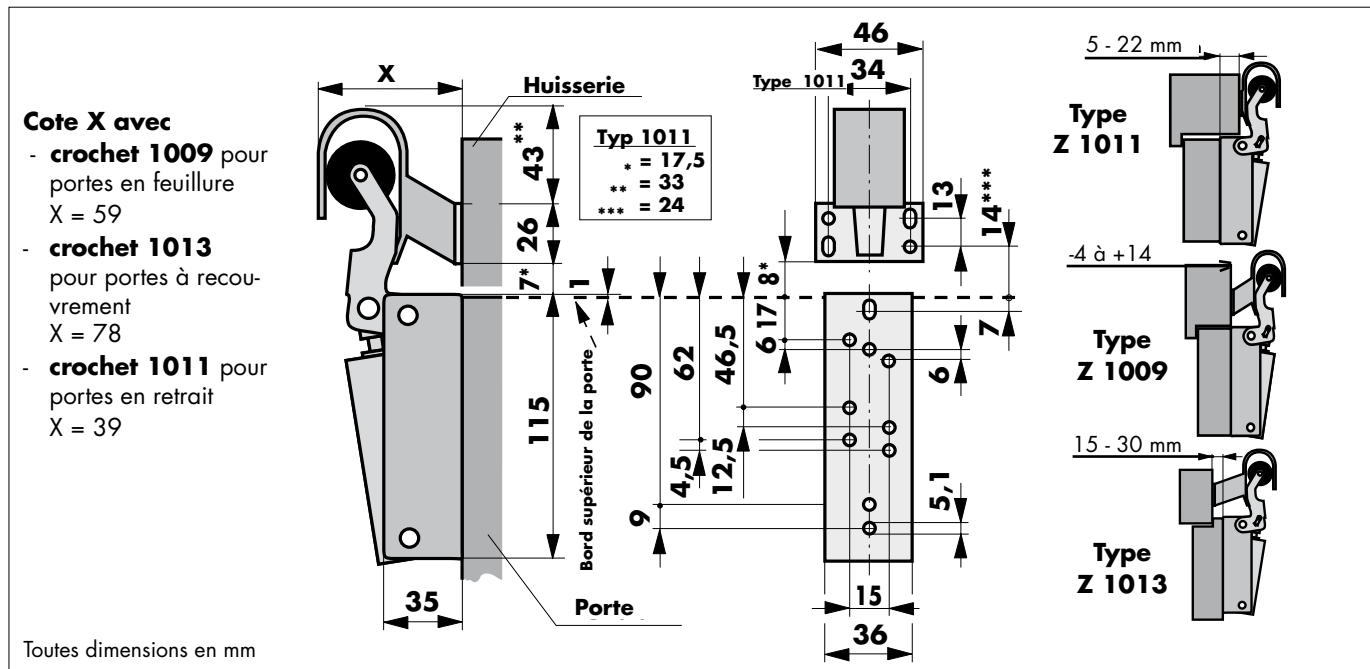 Cote X avec
- crochet 1009 pour
portes en feuillure
X = 59
- crochet 1013
pour portes à recou-
vrement
X = 78
- crochet 1011 pour
portes en retrait
X = 39
Toutes dimensions en mm
X
Huisserie
43**
26
7*
1
115
35
Bord supérieur de la porte
Porte
Typ 1011
* = 17,5
** = 33
*** = 24
46
34
Type 1011
13
14***
8*
7
17
6
6
46,5
62
90
12,5
4,5
9
5,1
15
36
5 - 22 mm
Type
Z 1011
-4 à +14
Type
Z 1009
15 - 30 mm
Type
Z 1013